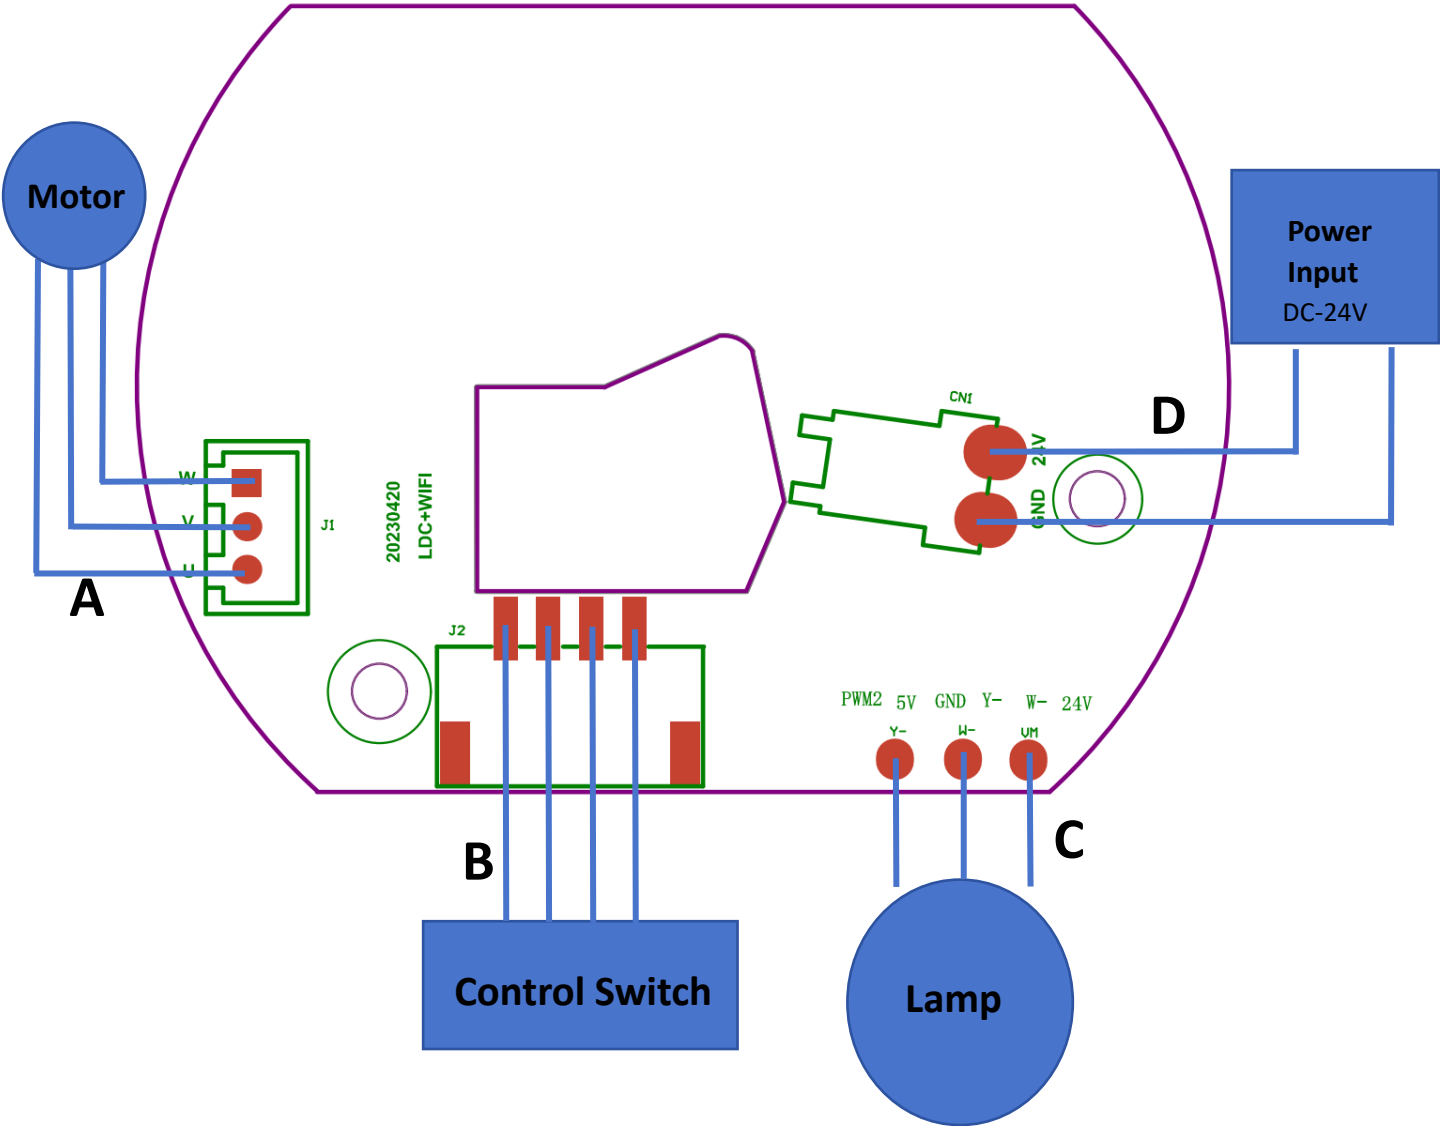 Motor
Power
Input
DC-24V
CN1
D
24V
GND
W
V
U
J1
A
20230420
LDC+WIFI
J2
PWM2 5V GND Y- W- 24V
Y- W- VM
B
C
Control Switch
Lamp